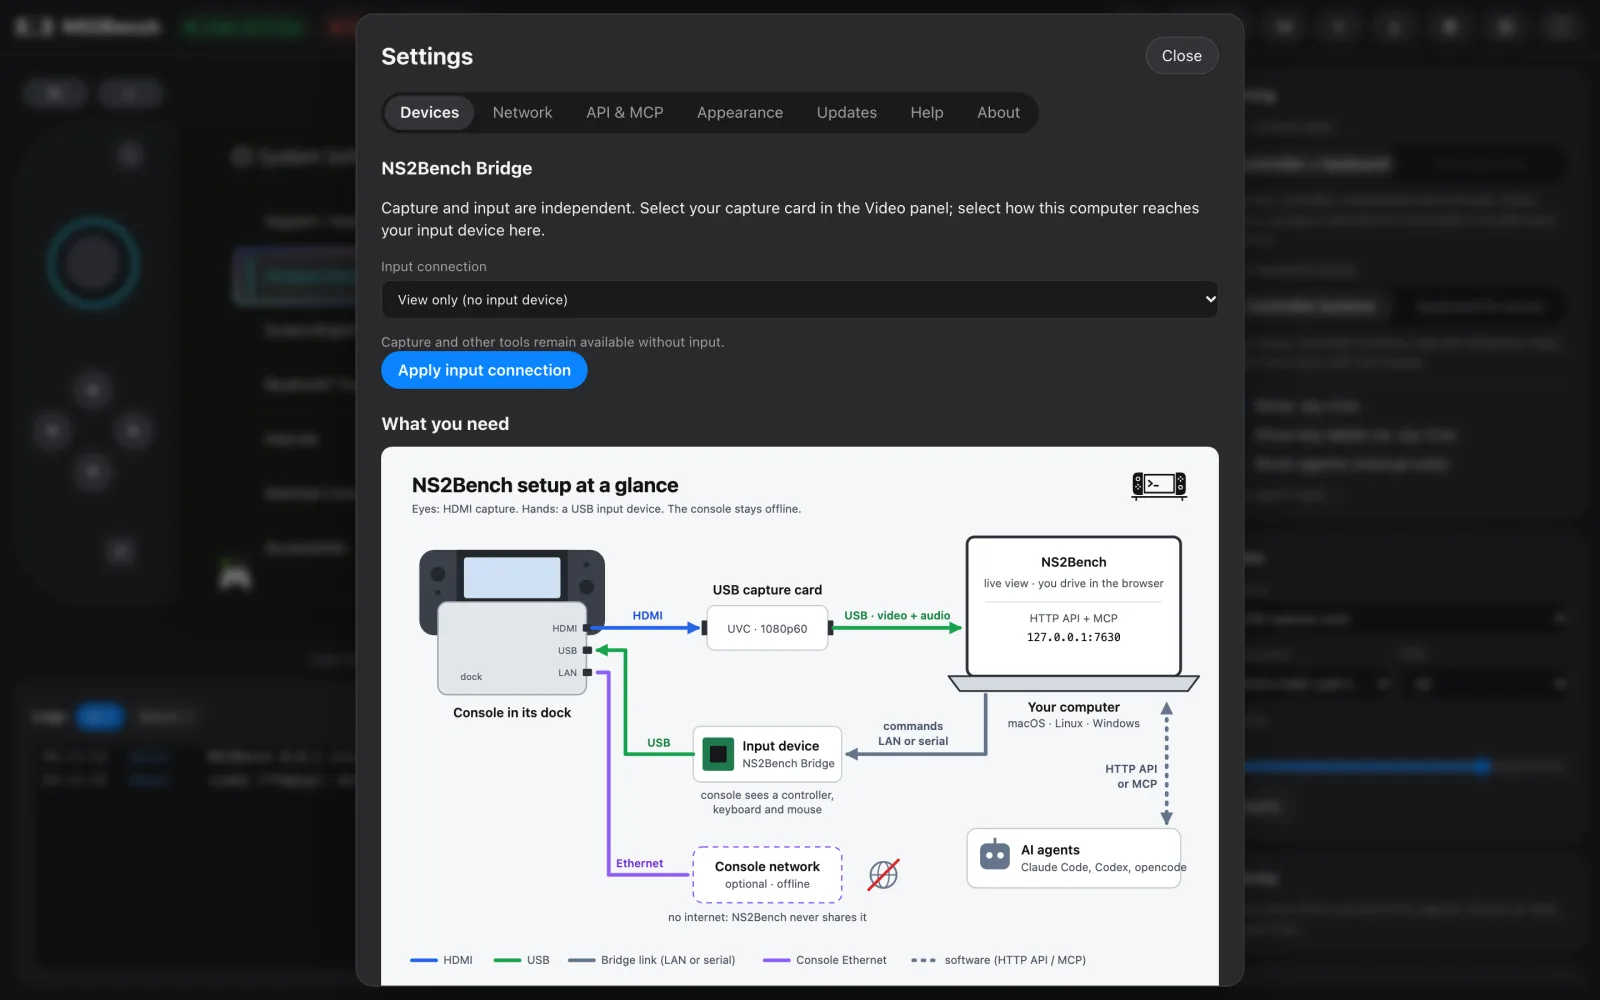 Settings
Close
Devices
Network
API & MCP
Appearance
Updates
Help
About
NS2Bench Bridge
Capture and input are independent. Select your capture card in the Video panel; select how this computer reaches
your input device here.
Input connection
View only (no input device)
Capture and other tools remain available without input.
Apply input connection
What you need
NS2Bench setup at a glance
Eyes: HDMI capture. Hands: a USB input device. The console stays offline.
HDMI
USB
LAN
dock
Console in its dock
HDMI
USB capture card
UVC · 1080p60
USB · video + audio
NS2Bench
live view · you drive in the browser
HTTP API + MCP
127.0.0.1:7630
Your computer
macOS · Linux · Windows
USB
Input device
NS2Bench Bridge
console sees a controller,
keyboard and mouse
commands
LAN or serial
HTTP API
or MCP
Ethernet
Console network
optional · offline
no internet: NS2Bench never shares it
AI agents
Claude Code, Codex, opencode
HDMI
USB
Bridge link (LAN or serial)
Console Ethernet
software (HTTP API / MCP)